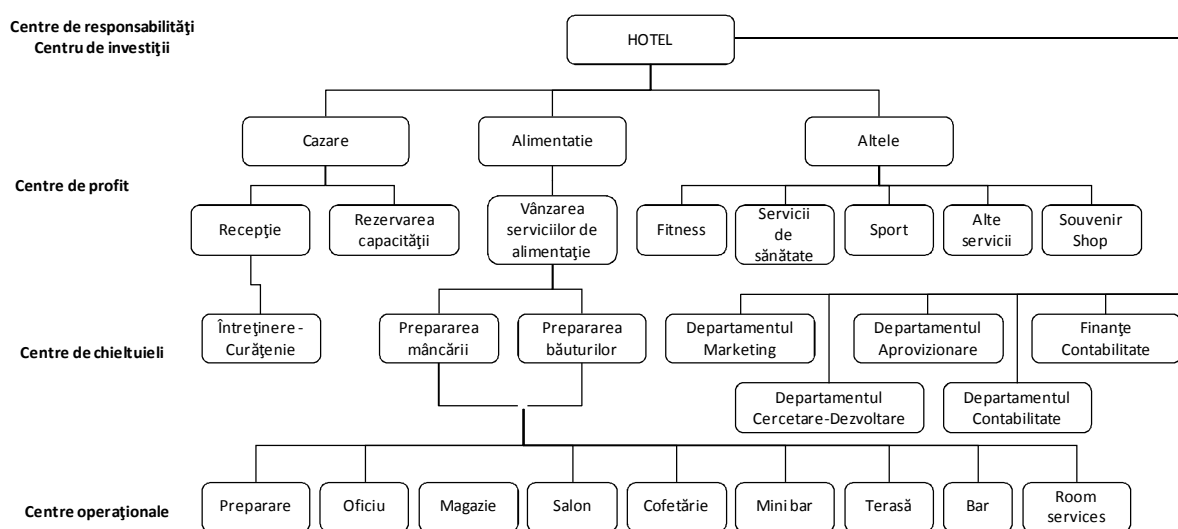 Centre de responsabilităţi
Centru de investiţii
HOTEL
Cazare
Alimentatie
Altele
Centre de profit
Recepţie
Rezervarea
capacităţii
Vânzarea
serviciilor de
alimentaţie
Fitness
Servicii
de
sănătate
Sport
Alte
servicii
Souvenir
Shop
Centre de chieltuieli
Întreţinere -
Curăţenie
Prepararea
mâncării
Prepararea
băuturilor
Departamentul
Marketing
Departamentul
Aprovizionare
Finanţe
Contabilitate
Departamentul
Cercetare-Dezvoltare
Departamentul
Contabilitate
Centre operaţionale
Preparare
Oficiu
Magazie
Salon
Cofetărie
Mini bar
Terasă
Bar
Room
services